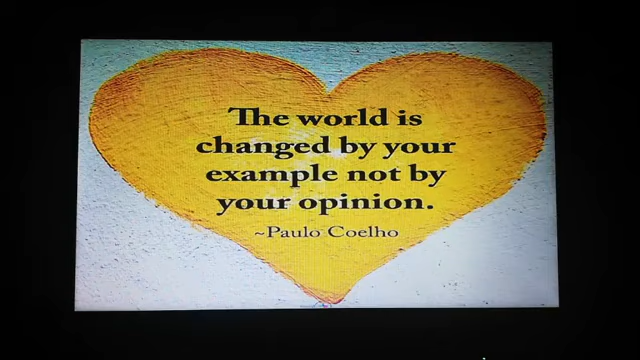 The world is
changed by your
example not by
your opinion.
~Paulo Coelho